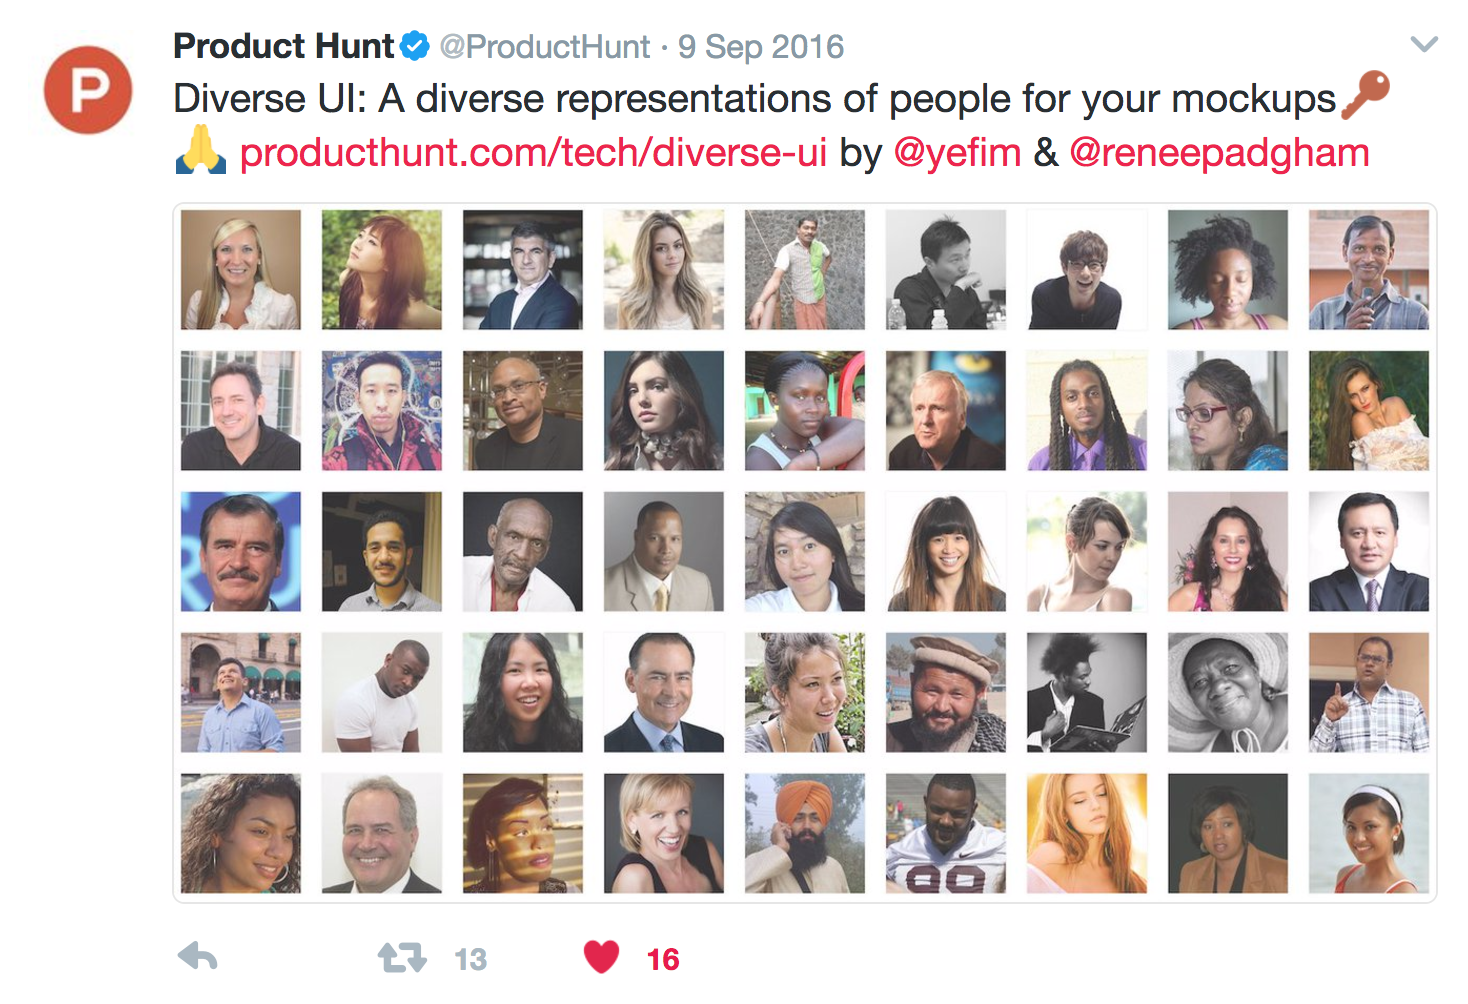 P
Product Hunt @ProductHunt · 9 Sep 2016
Diverse UI: A diverse representations of people for your mockups🔑
🙏 producthunt.com/tech/diverse-ui by @yefim & @reneepadgham
99
13 16